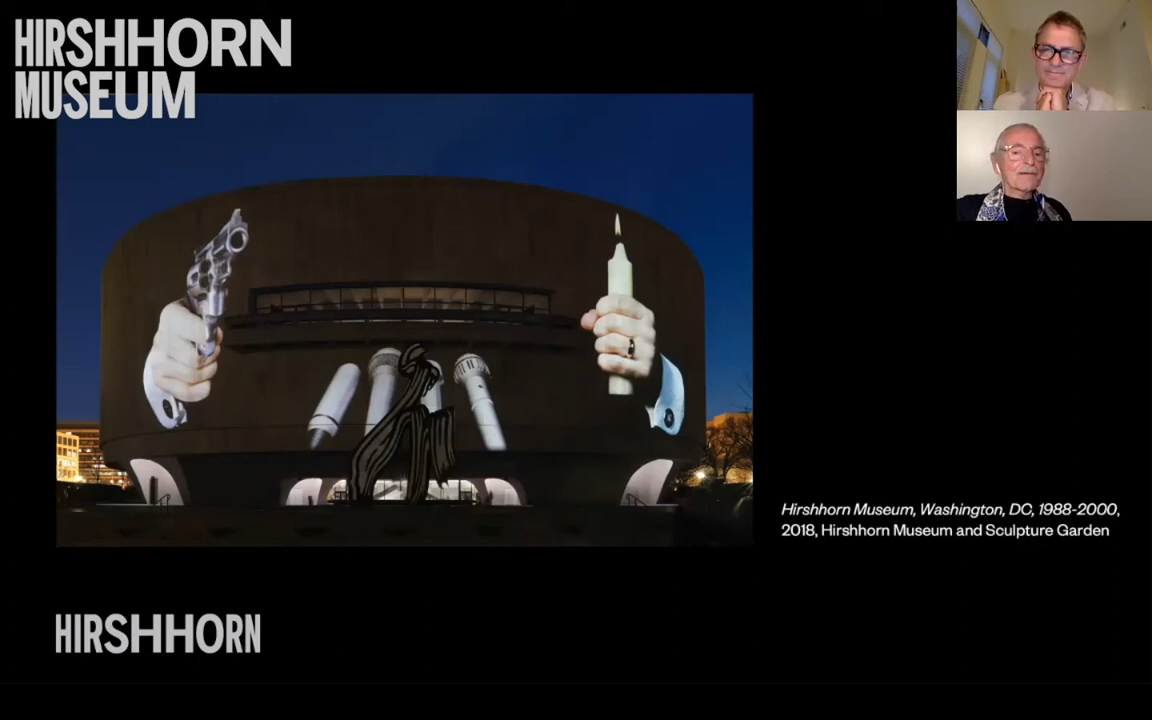 HIRSHHORN
MUSEUM
Hirshhorn Museum, Washington, DC, 1988-2000,
2018, Hirshhorn Museum and Sculpture Garden
HIRSHHORN